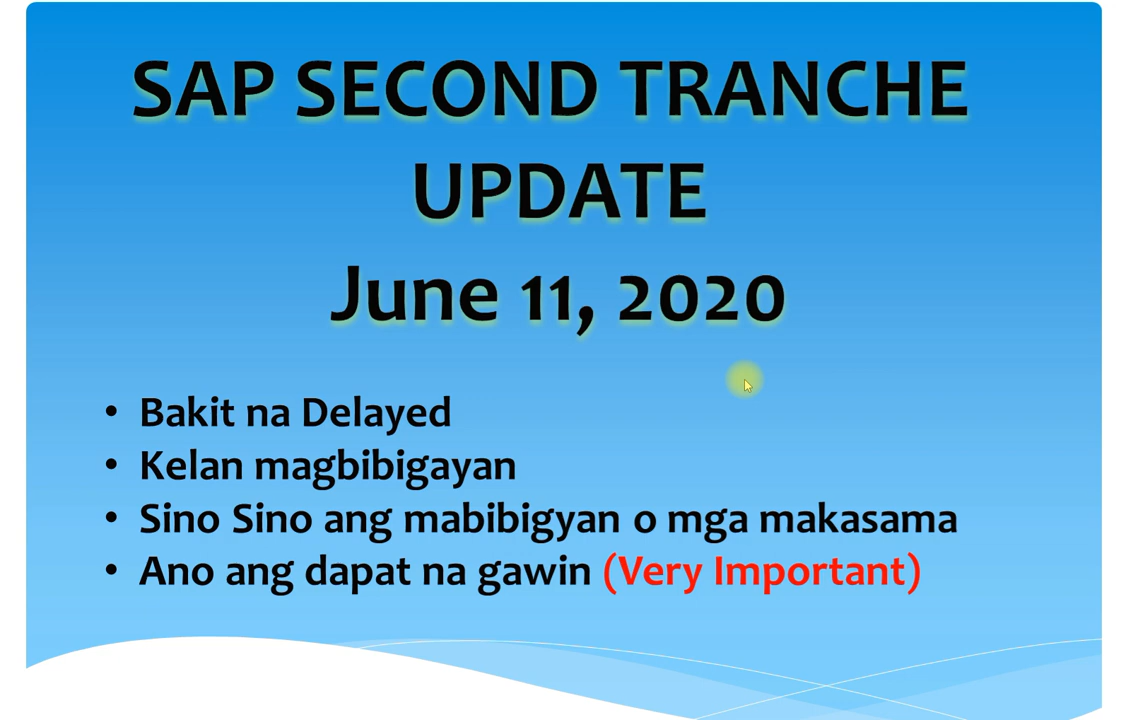 SAP SECOND TRANCHE
UPDATE
June 11, 2020
• Bakit na Delayed
• Kelan magbibigayan
• Sino Sino ang mabibigyan o mga makasama
• Ano ang dapat na gawin (Very Important)